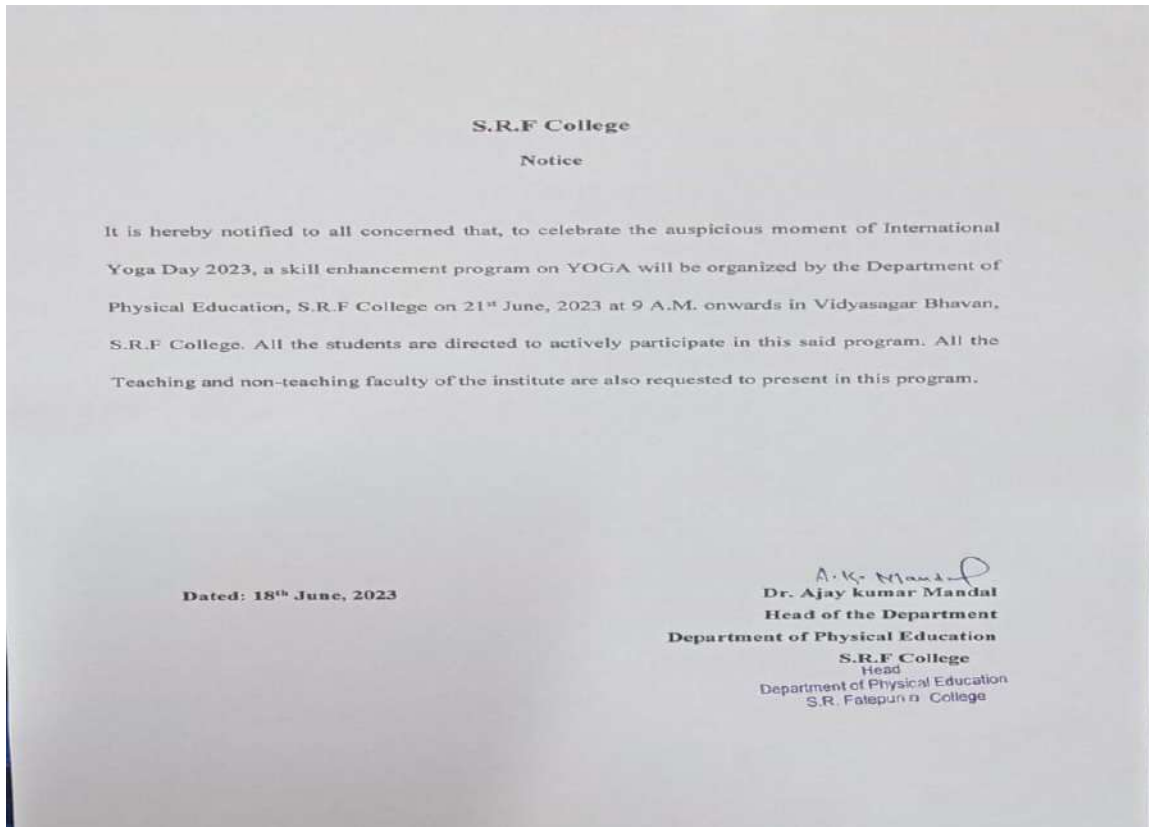 S.R.F College
Notice
It is hereby notified to all concerned that, to celebrate the auspicious moment of International
Yoga Day 2023, a skill enhancement program on YOGA will be organized by the Department of
Physical Education, S.R.F College on 21st June, 2023 at 9 A.M. onwards in Vidyasagar Bhavan,
S.R.F College. All the students are directed to actively participate in this said program. All the
Teaching and non-teaching faculty of the institute are also requested to present in this program.
Dated: 18th June, 2023
A. K. Mandal
Dr. Ajay kumar Mandal
Head of the Department
Department of Physical Education
S.R.F College
Head
Department of Physical Education
S.R. College